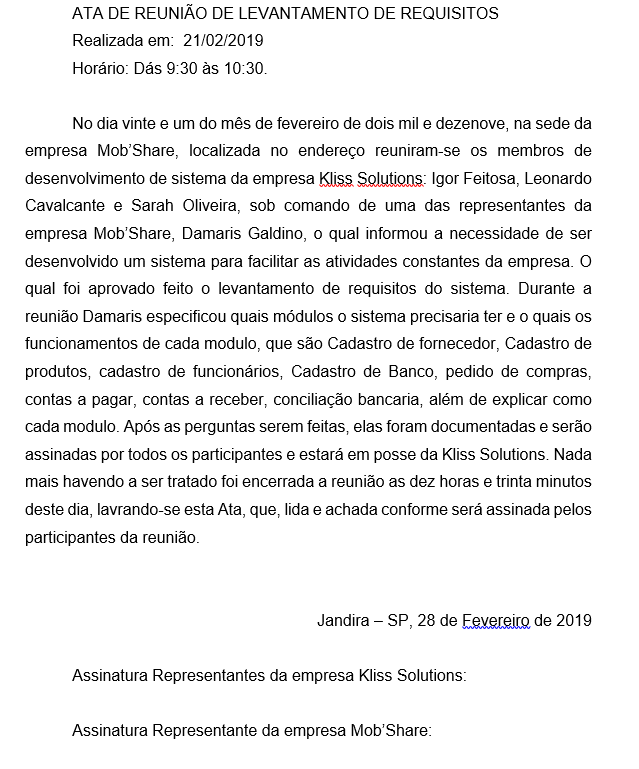 ATA DE REUNIÃO DE LEVANTAMENTO DE REQUISITOS
Realizada em:  21/02/2019
Horário: Dás 9:30 às 10:30.
No dia vinte e um do mês de fevereiro de dois mil e dezenove, na sede da
empresa Mob’Share, localizada no endereço reuniram-se os membros de
desenvolvimento de sistema da empresa Kliss Solutions: Igor Feitosa, Leonardo
Cavalcante e Sarah Oliveira, sob comando de uma das representantes da
empresa Mob’Share, Damaris Galdino, o qual informou a necessidade de ser
desenvolvido um sistema para facilitar as atividades constantes da empresa. O
qual foi aprovado feito o levantamento de requisitos do sistema. Durante a
reunião Damaris especificou quais módulos o sistema precisaria ter e o quais os
funcionamentos de cada modulo, que são Cadastro de fornecedor, Cadastro de
produtos, cadastro de funcionários, Cadastro de Banco, pedido de compras,
contas a pagar, contas a receber, conciliação bancaria, além de explicar como
cada modulo. Após as perguntas serem feitas, elas foram documentadas e serão
assinadas por todos os participantes e estará em posse da Kliss Solutions. Nada
mais havendo a ser tratado foi encerrada a reunião as dez horas e trinta minutos
deste dia, lavrando-se esta Ata, que, lida e achada conforme será assinada pelos
participantes da reunião.
Jandira – SP, 28 de Fevereiro de 2019
Assinatura Representantes da empresa Kliss Solutions:
Assinatura Representante da empresa Mob’Share: